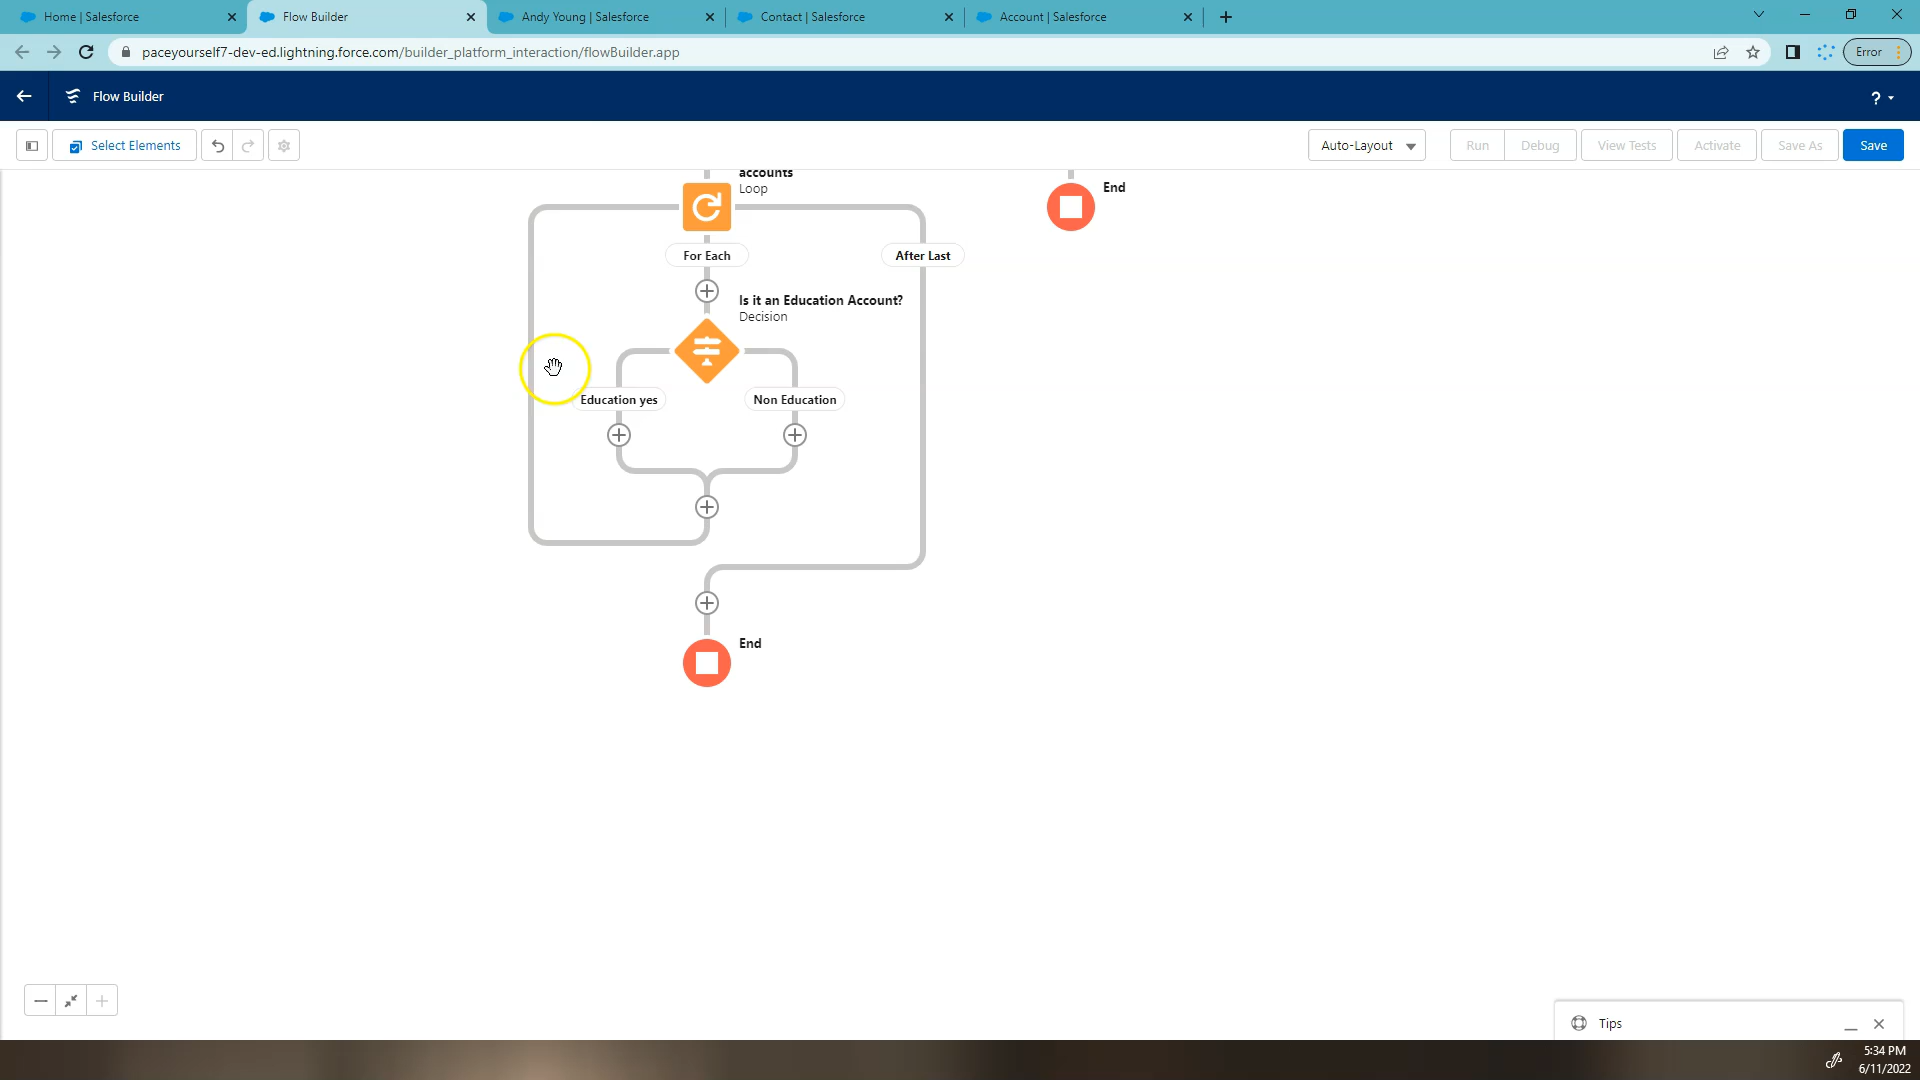 Home | Salesforce
Flow Builder
Andy Young | Salesforce
Contact | Salesforce
Account | Salesforce
paceyourself7-dev-ed.lightning.force.com/builder_platform_interaction/flowBuilder.app
Error
Flow Builder
?
Select Elements
Auto-Layout
Run
Debug
View Tests
Activate
Save As
Save
accounts
Loop
End
For Each
After Last
Is it an Education Account?
Decision
Education yes
Non Education
End
Tips
5:34 PM
6/11/2022